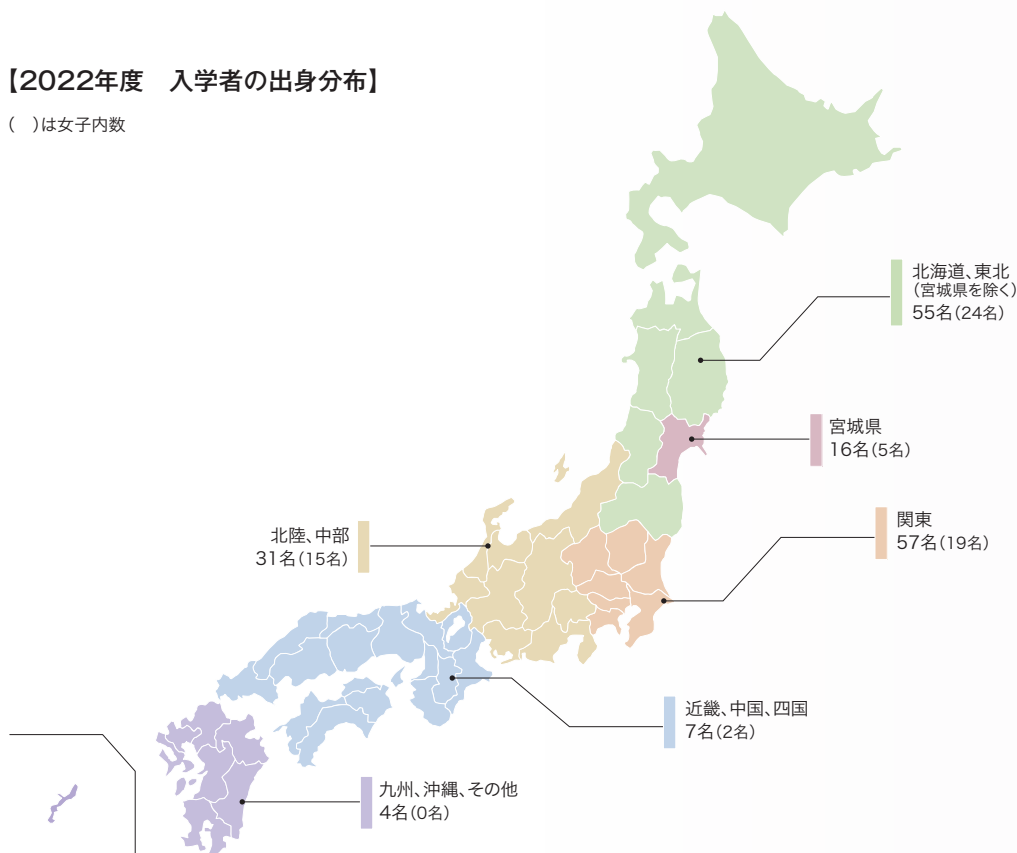 【2022年度　入学者の出身分布】
(　)は女子内数
北海道、東北
(宮城県を除く)
55名(24名)
宮城県
16名(5名)
関東
57名(19名)
北陸、中部
31名(15名)
近畿、中国、四国
7名(2名)
九州、沖縄、その他
4名(0名)